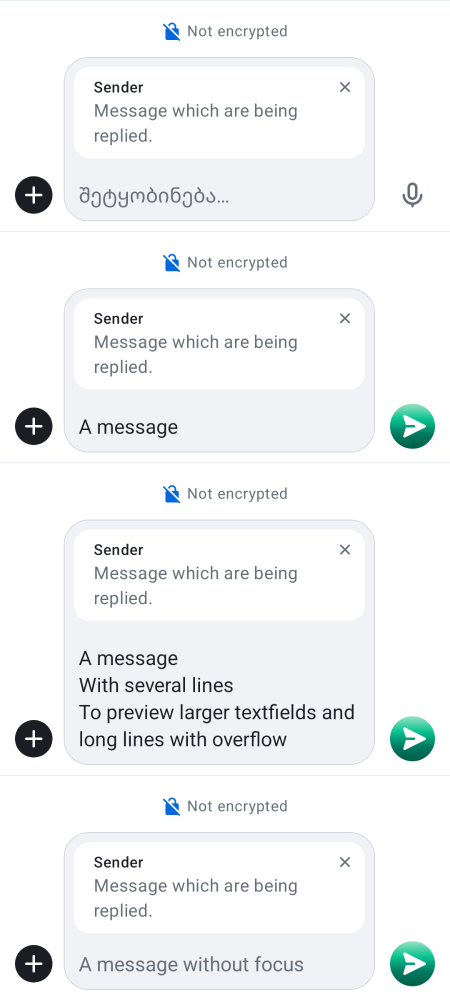 Not encrypted
Sender
Message which are being
replied.
შეტყობინება…
Not encrypted
Sender
Message which are being
replied.
A message
Not encrypted
Sender
Message which are being
replied.
A message
With several lines
To preview larger textfields and
long lines with overflow
Not encrypted
Sender
Message which are being
replied.
A message without focus